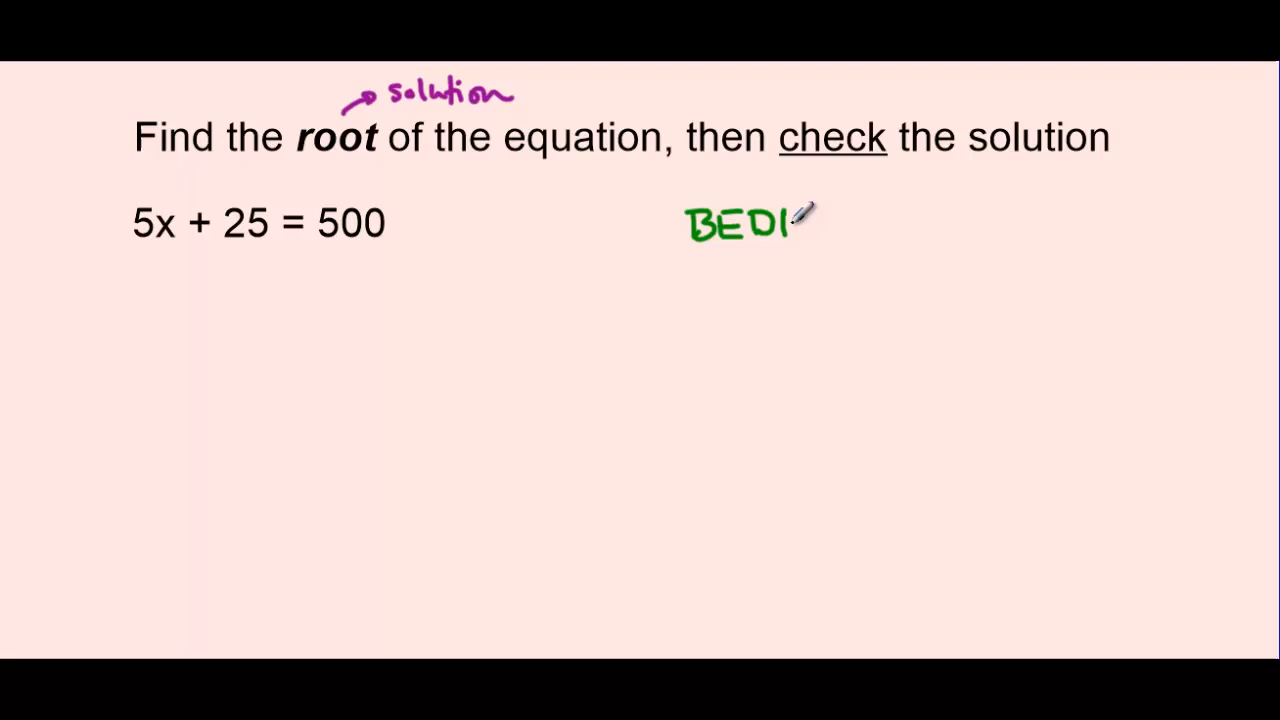 solution
Find the root of the equation, then check the solution
5x + 25 = 500
BEDI